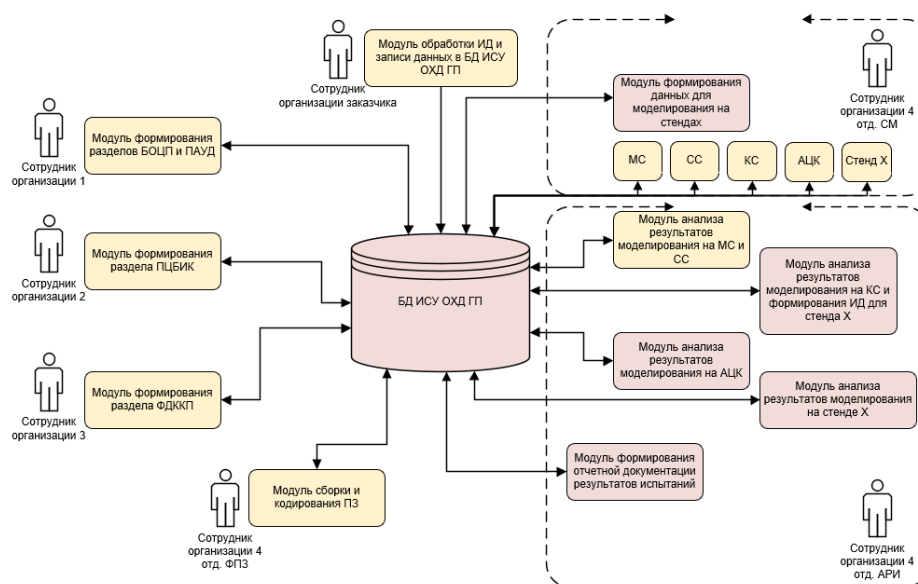 Сотрудник
организации заказчика
Модуль обработки ИД и
записи данных в БД ИСУ
ОХД ГП
Модуль формирования
данных для
моделирования на
стендах
Сотрудник
организации 4
отд. СМ
Сотрудник
организации 1
Модуль формирования
разделов БОЦП и ПАУД
МС
СС
КС
АЦК
Стенд Х
Сотрудник
организации 2
Модуль формирования
раздела ПЦБИК
БД ИСУ ОХД ГП
Модуль анализа
результатов
моделирования на МС и
СС
Модуль анализа
результатов
моделирования на КС и
формирования ИД для
стенда Х
Модуль анализа
результатов
моделирования на АЦК
Сотрудник
организации 3
Модуль формирования
раздела ФДККП
Модуль анализа
результатов моделирования
на стенде Х
Модуль формирования
отчетной документации
результатов испытаний
Сотрудник
организации 4
отд. ФПЗ
Модуль сборки и
кодирования ПЗ
Сотрудник
организации 4
отд. АРИ